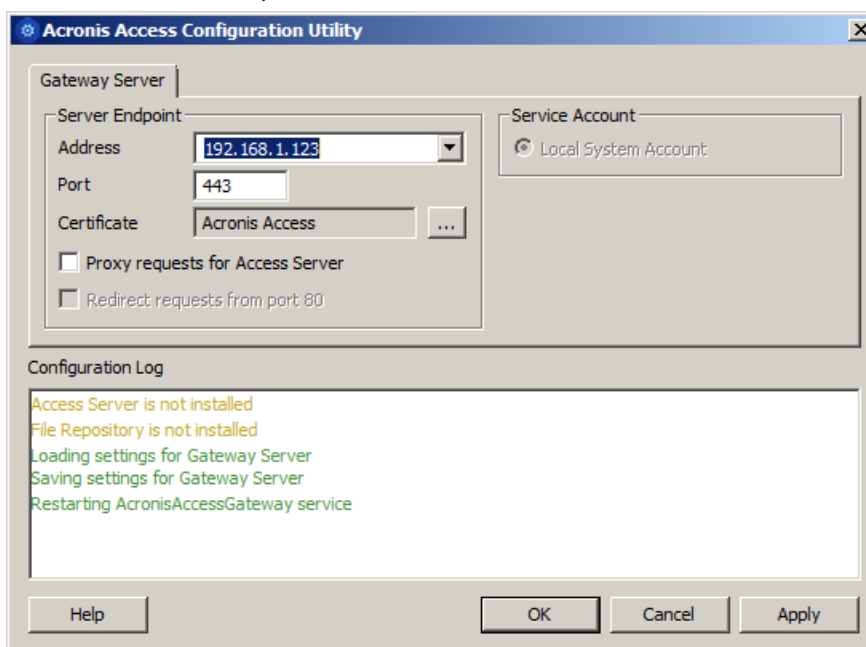 Acronis Access Configuration Utility
Gateway Server
Server Endpoint
Address 192.168.1.123
Port 443
Certificate Acronis Access ...
Proxy requests for Access Server
Redirect requests from port 80
Service Account
Local System Account
Configuration Log
Access Server is not installed
File Repository is not installed
Loading settings for Gateway Server
Saving settings for Gateway Server
Restarting AcronisAccessGateway service
Help OK Cancel Apply